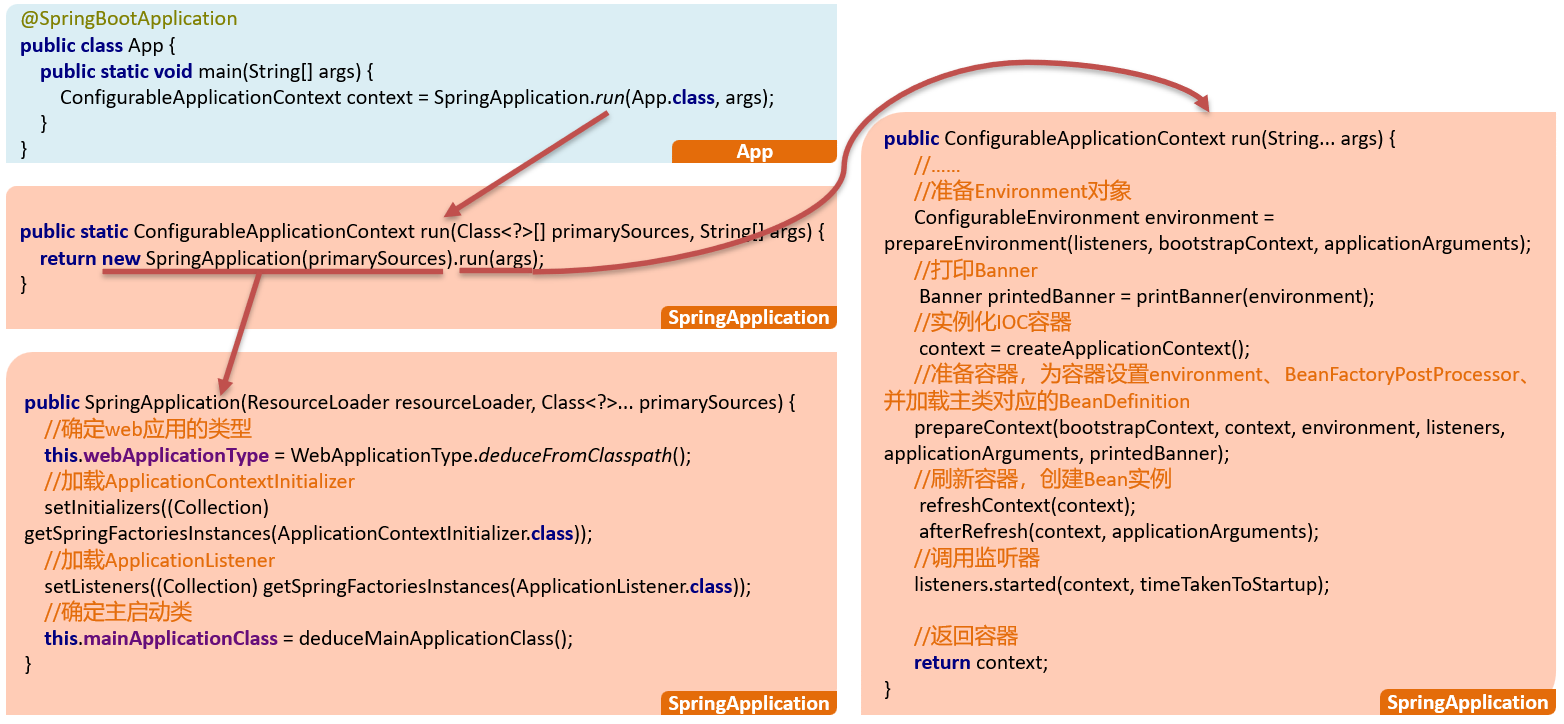 @SpringBootApplication
public class App {
public static void main(String[] args) {
ConfigurableApplicationContext context = SpringApplication.run(App.class, args);
}
}
App
public static ConfigurableApplicationContext run(Class<?>[] primarySources, String[] args) {
return new SpringApplication(primarySources).run(args);
}
SpringApplication
public SpringApplication(ResourceLoader resourceLoader, Class<?>... primarySources) {
//确定web应用的类型
this.webApplicationType = WebApplicationType.deduceFromClasspath();
//加载ApplicationContextInitializer
setInitializers((Collection)
getSpringFactoriesInstances(ApplicationContextInitializer.class));
//加载ApplicationListener
setListeners((Collection) getSpringFactoriesInstances(ApplicationListener.class));
//确定主启动类
this.mainApplicationClass = deduceMainApplicationClass();
}
SpringApplication
public ConfigurableApplicationContext run(String... args) {
//......
//准备Environment对象
ConfigurableEnvironment environment =
prepareEnvironment(listeners, bootstrapContext, applicationArguments);
//打印Banner
Banner printedBanner = printBanner(environment);
//实例化IOC容器
context = createApplicationContext();
//准备容器，为容器设置environment、BeanFactoryPostProcessor、
并加载主类对应的BeanDefinition
prepareContext(bootstrapContext, context, environment, listeners,
applicationArguments, printedBanner);
//刷新容器，创建Bean实例
refreshContext(context);
afterRefresh(context, applicationArguments);
//调用监听器
listeners.started(context, timeTakenToStartup);
//返回容器
return context;
}
SpringApplication